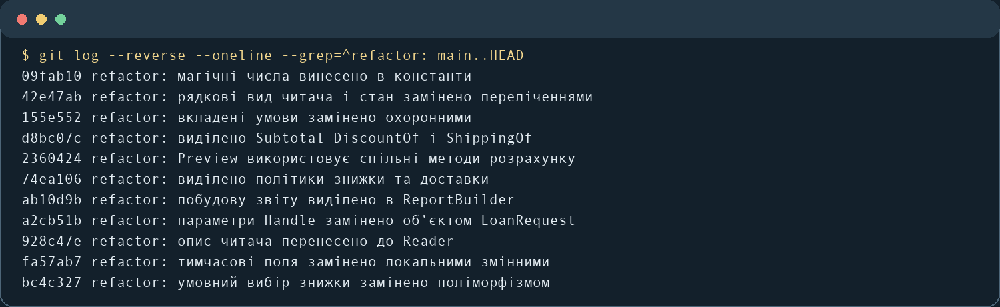 $ git log --reverse --oneline --grep=^refactor: main..HEAD
09fab10 refactor: магічні числа винесено в константи
42e47ab refactor: рядкові вид читача і стан замінено переліченнями
155e552 refactor: вкладені умови замінено охоронними
d8bc07c refactor: виділено Subtotal DiscountOf і ShippingOf
2360424 refactor: Preview використовує спільні методи розрахунку
74ea106 refactor: виділено політики знижки та доставки
ab10d9b refactor: побудову звіту виділено в ReportBuilder
a2cb51b refactor: параметри Handle замінено об’єктом LoanRequest
928c47e refactor: опис читача перенесено до Reader
fa57ab7 refactor: тимчасові поля замінено локальними змінними
bc4c327 refactor: умовний вибір знижки замінено поліморфізмом